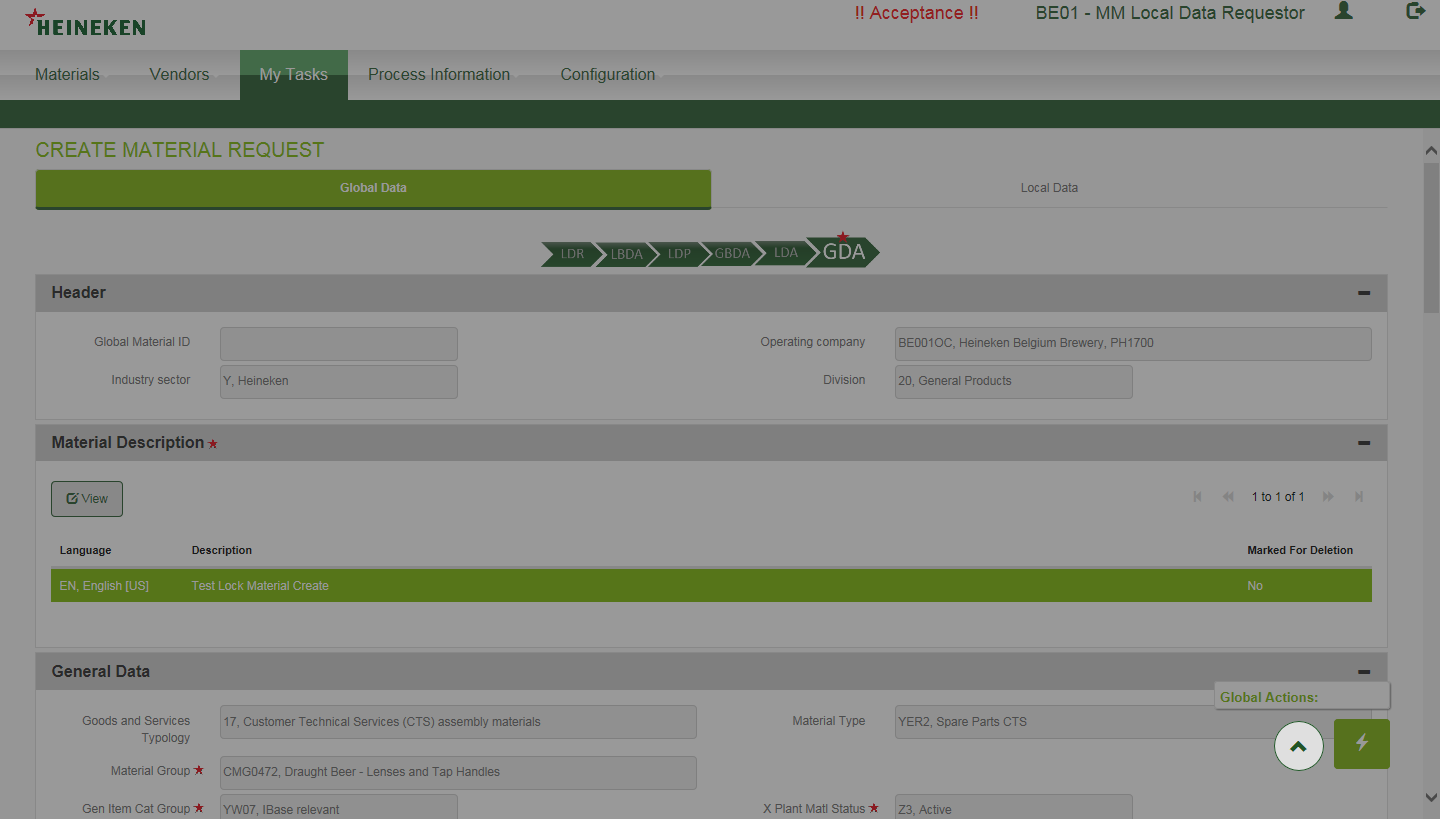 HEINEKEN
!! Acceptance !! BE01 - MM Local Data Requestor
Materials Vendors My Tasks Process Information Configuration
CREATE MATERIAL REQUEST
Global Data Local Data
LDR LBDA LDP GBDA LDA GDA
Header
Global Material ID Operating company BE001OC, Heineken Belgium Brewery, PH1700
Industry sector Y, Heineken Division 20, General Products
Material Description
View 1 to 1 of 1
Language Description Marked For Deletion
EN, English [US] Test Lock Material Create No
General Data
Global Actions:
Goods and Services Typology 17, Customer Technical Services (CTS) assembly materials Material Type YER2, Spare Parts CTS
Material Group CMG0472, Draught Beer - Lenses and Tap Handles
Gen Item Cat Group YW07, IBase relevant X Plant Matl Status Z3, Active